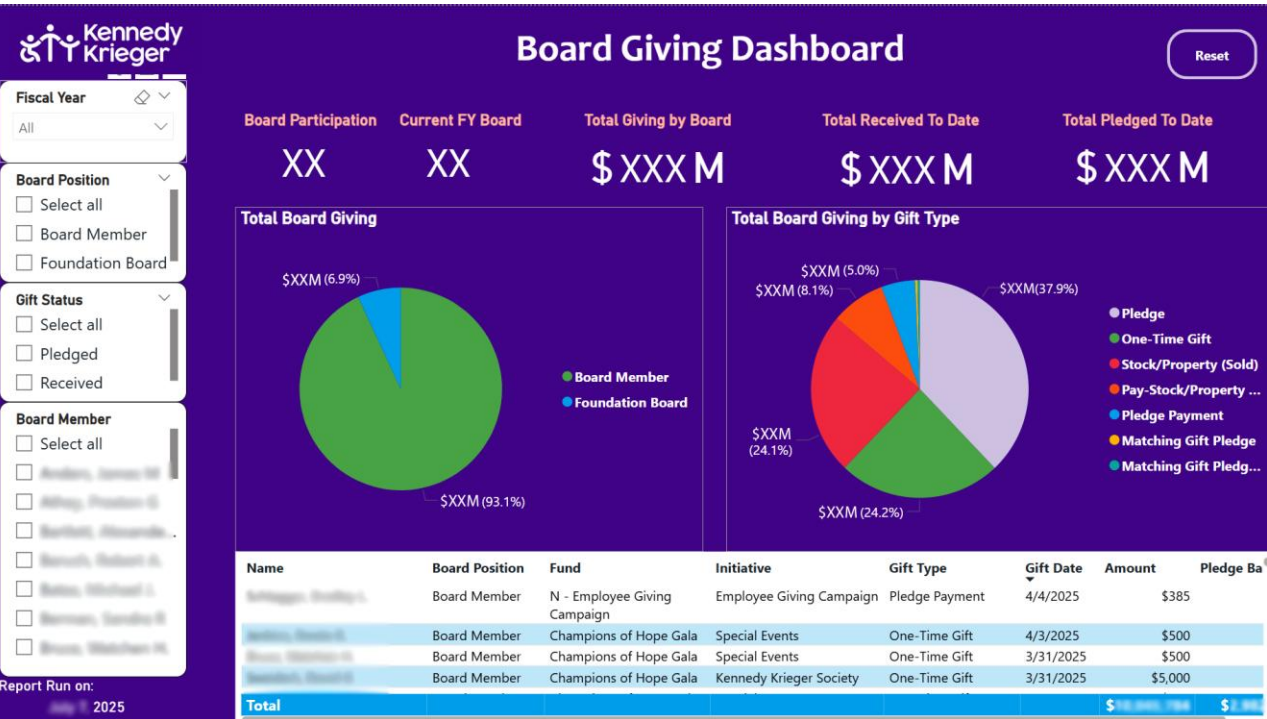 Kennedy
Krieger
Board Giving Dashboard
Reset
Fiscal Year
All
Board Position
Select all
Board Member
Foundation Board
Gift Status
Select all
Pledged
Received
Board Member
Select all
Report Run on:
2025
Board Participation Current FY Board Total Giving by Board Total Received To Date Total Pledged To Date
XX XX $ XXX M $ XXX M $ XXX M
Total Board Giving
$XXM (6.9%)
$XXM (93.1%)
Board Member
Foundation Board
Total Board Giving by Gift Type
$XXM (5.0%)
$XXM (8.1%)
$XXM(37.9%)
$XXM
(24.1%)
$XXM (24.2%)
Pledge
One-Time Gift
Stock/Property (Sold)
Pay-Stock/Property ...
Pledge Payment
Matching Gift Pledge
Matching Gift Pledg...
Name Board Position Fund Initiative Gift Type Gift Date Amount Pledge Ba
Board Member N - Employee Giving Employee Giving Campaign Pledge Payment 4/4/2025 $385
Campaign
Board Member Champions of Hope Gala Special Events One-Time Gift 4/3/2025 $500
Board Member Champions of Hope Gala Special Events One-Time Gift 3/31/2025 $500
Board Member Champions of Hope Gala Kennedy Krieger Society One-Time Gift 3/31/2025 $5,000
Total $ $